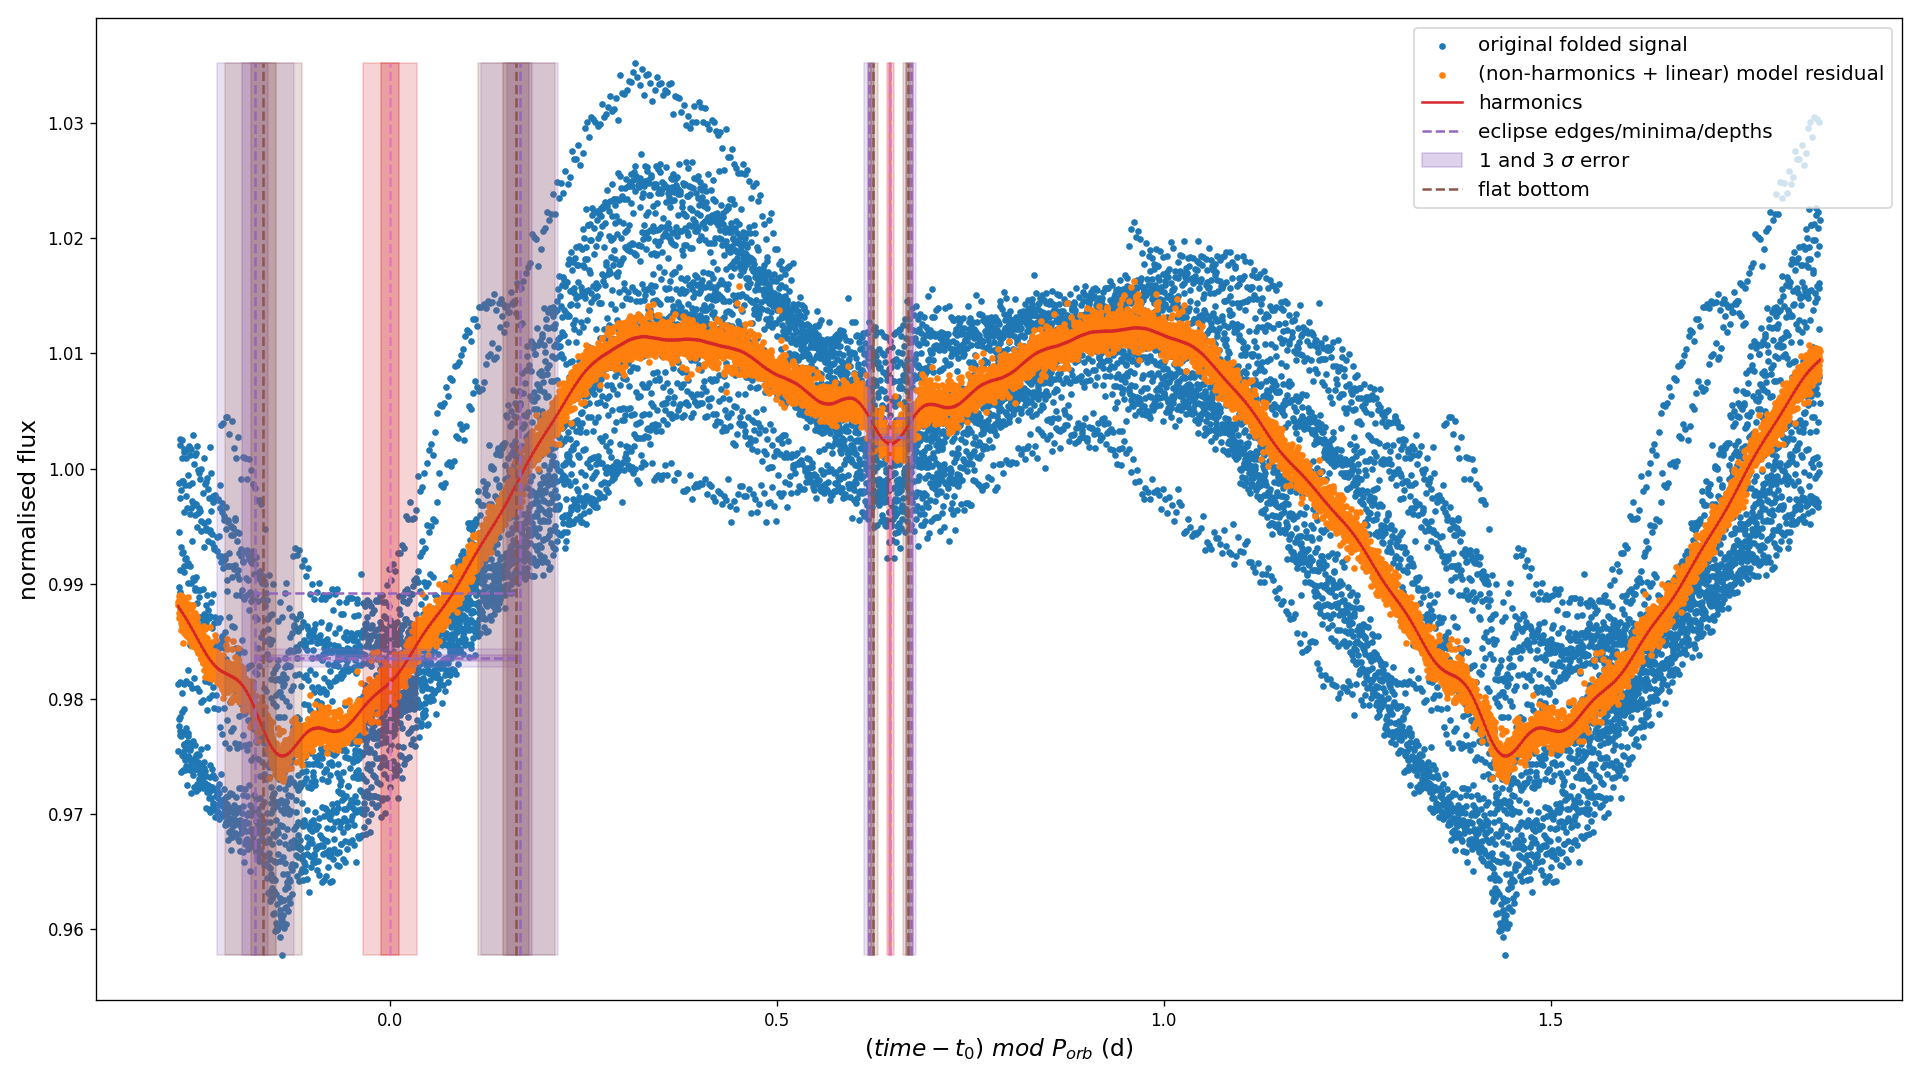 original folded signal
(non-harmonics + linear) model residual
harmonics
eclipse edges/minima/depths
1 and 3 σ error
flat bottom
normalised flux
1.03
1.02
1.01
1.00
0.99
0.98
0.97
0.96
0.0
0.5
1.0
1.5
(time − t₀) mod Pₒᵣb (d)